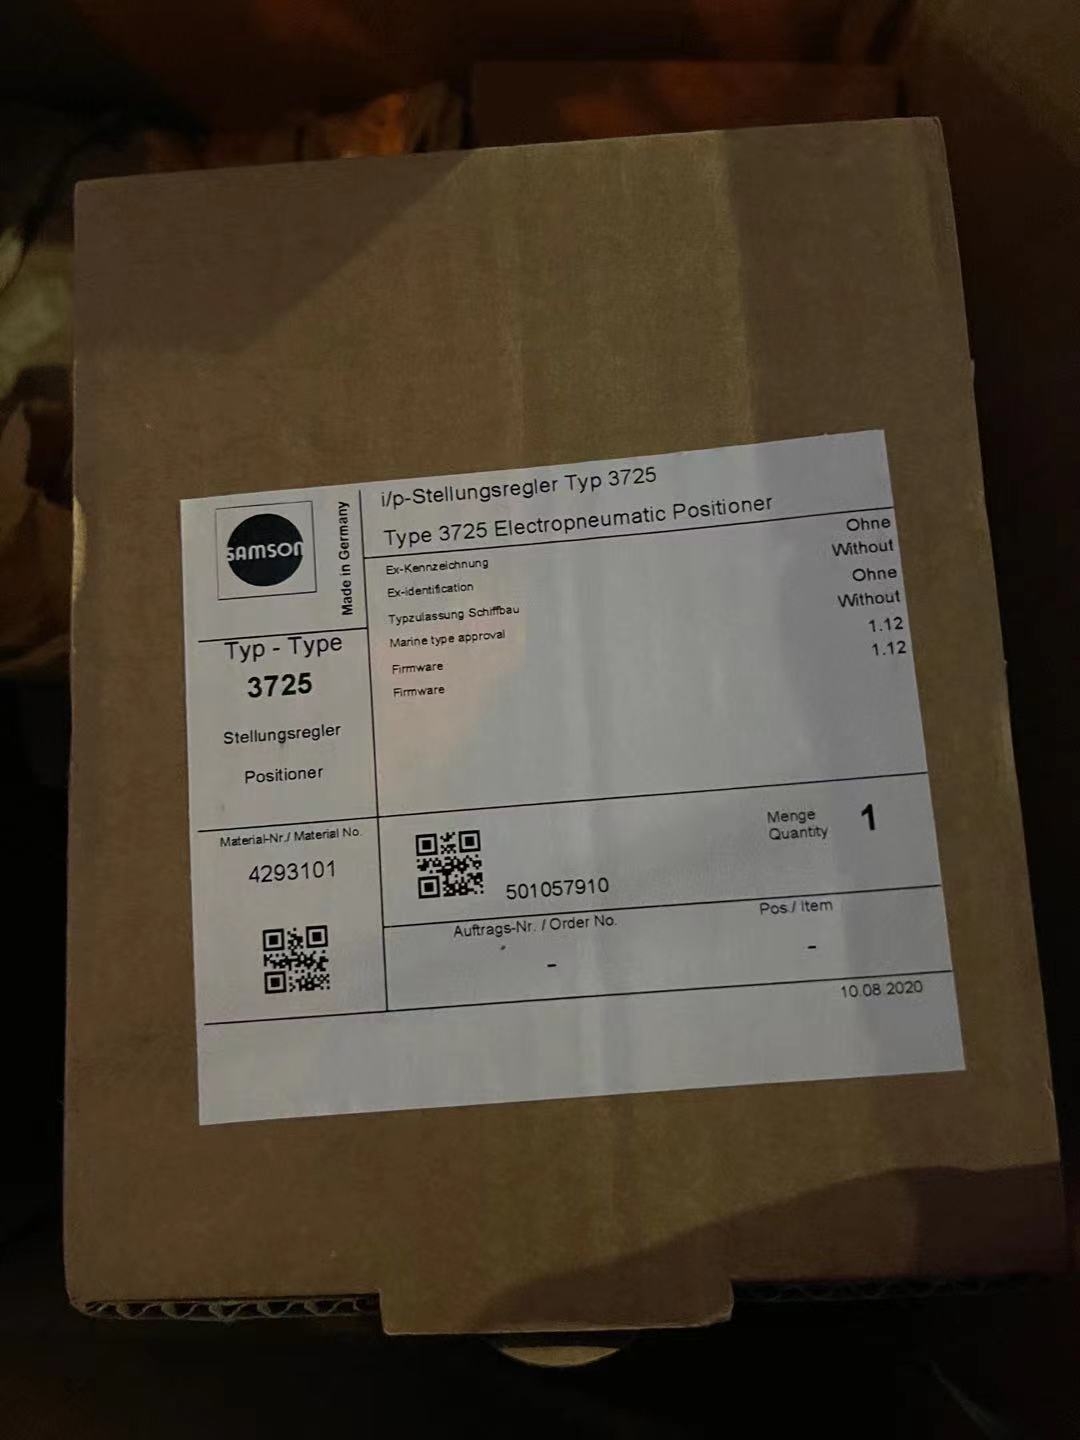 i/p-Stellungsregler Typ 3725
Type 3725 Electropneumatic Positioner
SAMSON
Made in Germany
Ex-Kennzeichnung Ohne
Ex-identification Without
Typzulassung Schiffbau Ohne
Marine type approval Without
Firmware 1.12
Firmware 1.12
Typ - Type
3725
Stellungsregler
Positioner
Material-Nr./ Material No.
4293101
501057910
Menge
Quantity
1
Auftrags-Nr. / Order No.
-
Pos./ Item
-
10.08.2020